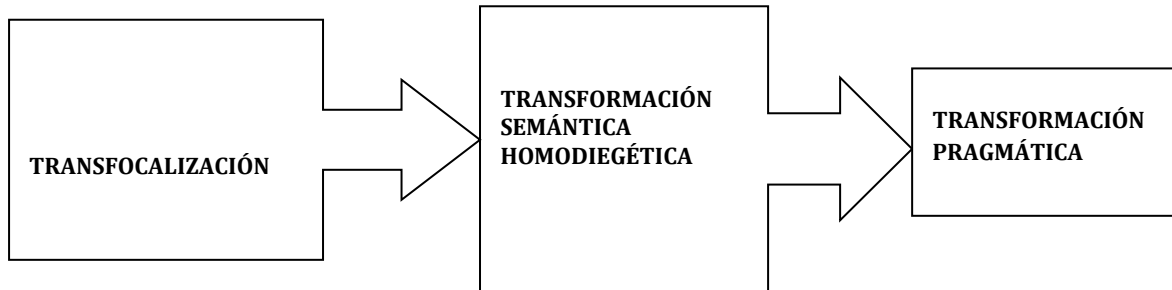 TRANSFOCALIZACIÓN
TRANSFORMACIÓN
SEMÁNTICA
HOMODIEGÉTICA
TRANSFORMACIÓN
PRAGMÁTICA